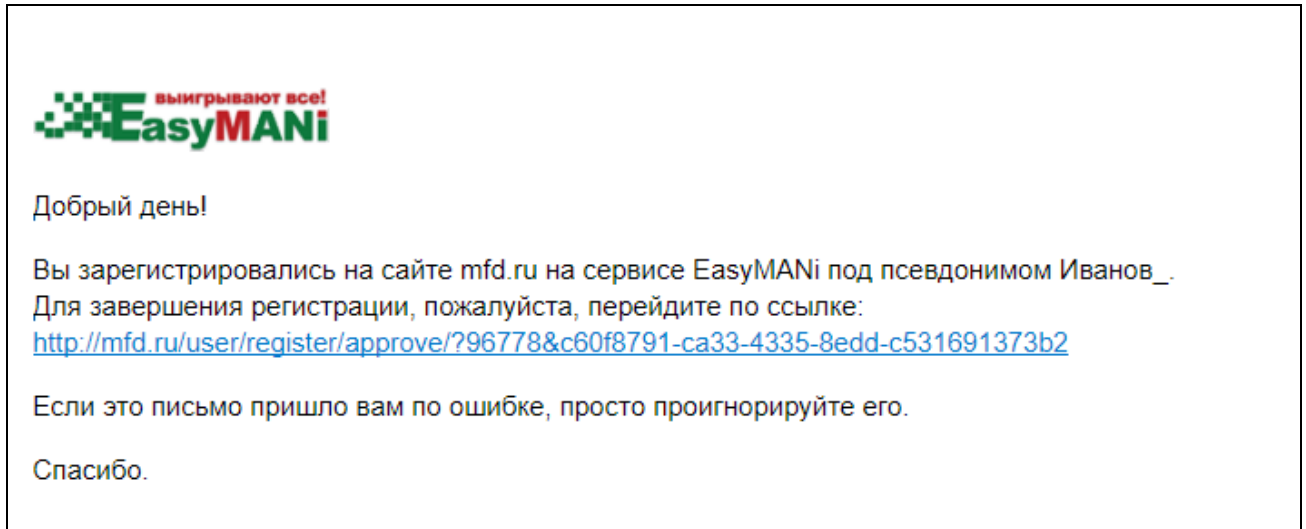 выигрывают все!
EasyMANi
Добрый день!
Вы зарегистрировались на сайте mfd.ru на сервисе EasyMANi под псевдонимом Иванов_.
Для завершения регистрации, пожалуйста, перейдите по ссылке:
http://mfd.ru/user/register/approve/?96778&c60f8791-ca33-4335-8edd-c531691373b2
Если это письмо пришло вам по ошибке, просто проигнорируйте его.
Спасибо.